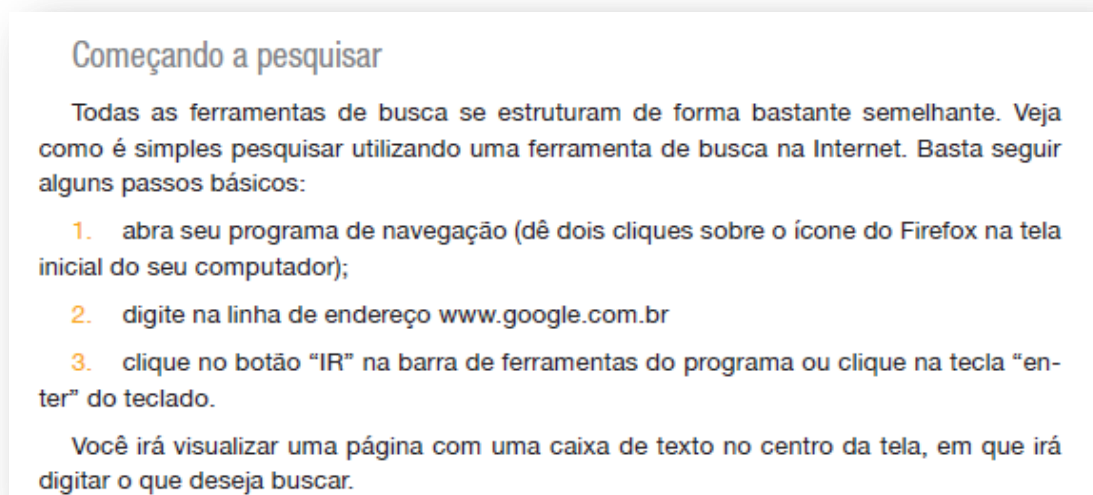 Começando a pesquisar
Todas as ferramentas de busca se estruturam de forma bastante semelhante. Veja
como é simples pesquisar utilizando uma ferramenta de busca na Internet. Basta seguir
alguns passos básicos:
1. abra seu programa de navegação (dê dois cliques sobre o ícone do Firefox na tela
inicial do seu computador);
2. digite na linha de endereço www.google.com.br
3. clique no botão “IR” na barra de ferramentas do programa ou clique na tecla “en-
ter” do teclado.
Você irá visualizar uma página com uma caixa de texto no centro da tela, em que irá
digitar o que deseja buscar.